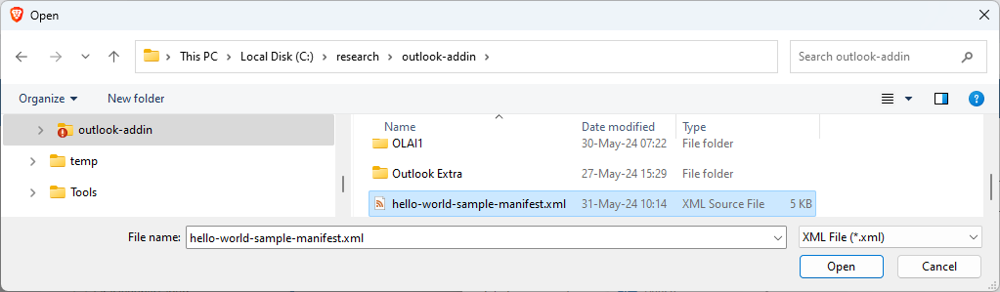 Open
This PC > Local Disk (C:) > research > outlook-addin >
Search outlook-addin
Organize New folder
outlook-addin
temp
Tools
Name Date modified Type
OLAI1 30-May-24 07:22 File folder
Outlook Extra 27-May-24 15:29 File folder
hello-world-sample-manifest.xml 31-May-24 10:14 XML Source File 5 KB
File name: hello-world-sample-manifest.xml XML File (*.xml)
Open Cancel